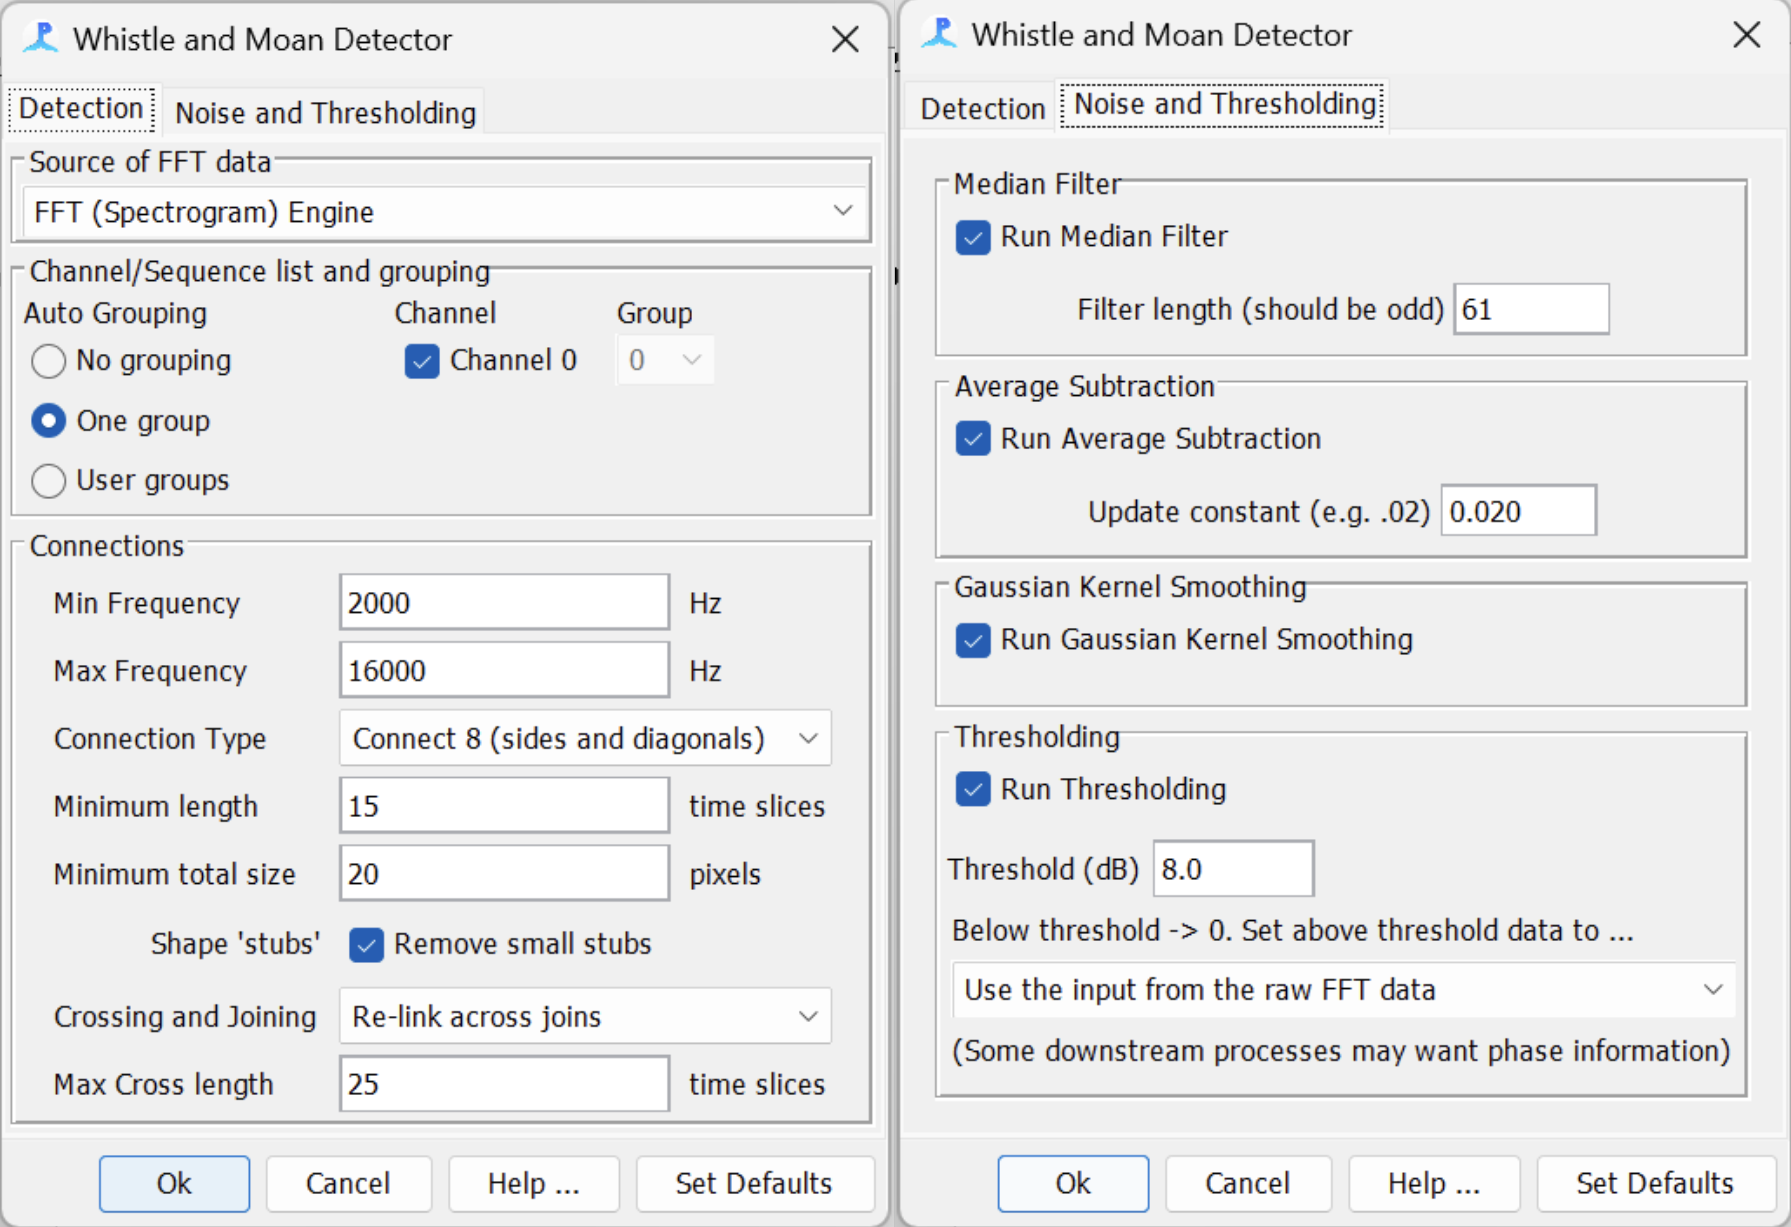 Whistle and Moan Detector
Detection
Noise and Thresholding
Source of FFT data
FFT (Spectrogram) Engine
Channel/Sequence list and grouping
Auto Grouping Channel Group
No grouping Channel 0 0
One group
User groups
Connections
Min Frequency 2000 Hz
Max Frequency 16000 Hz
Connection Type Connect 8 (sides and diagonals)
Minimum length 15 time slices
Minimum total size 20 pixels
Shape 'stubs' Remove small stubs
Crossing and Joining Re-link across joins
Max Cross length 25 time slices
Ok Cancel Help ... Set Defaults
Whistle and Moan Detector
Detection
Noise and Thresholding
Median Filter
Run Median Filter
Filter length (should be odd) 61
Average Subtraction
Run Average Subtraction
Update constant (e.g. .02) 0.020
Gaussian Kernel Smoothing
Run Gaussian Kernel Smoothing
Thresholding
Run Thresholding
Threshold (dB) 8.0
Below threshold -> 0. Set above threshold data to ...
Use the input from the raw FFT data
(Some downstream processes may want phase information)
Ok Cancel Help ... Set Defaults